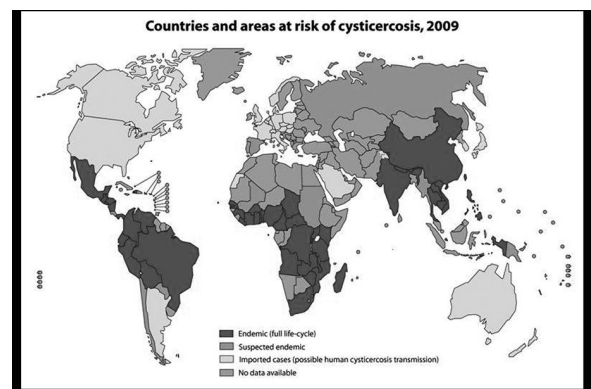 Countries and areas at risk of cysticercosis, 2009
Endemic (full life-cycle)
Suspected endemic
Imported cases (possible human cysticercosis transmission)
No data available